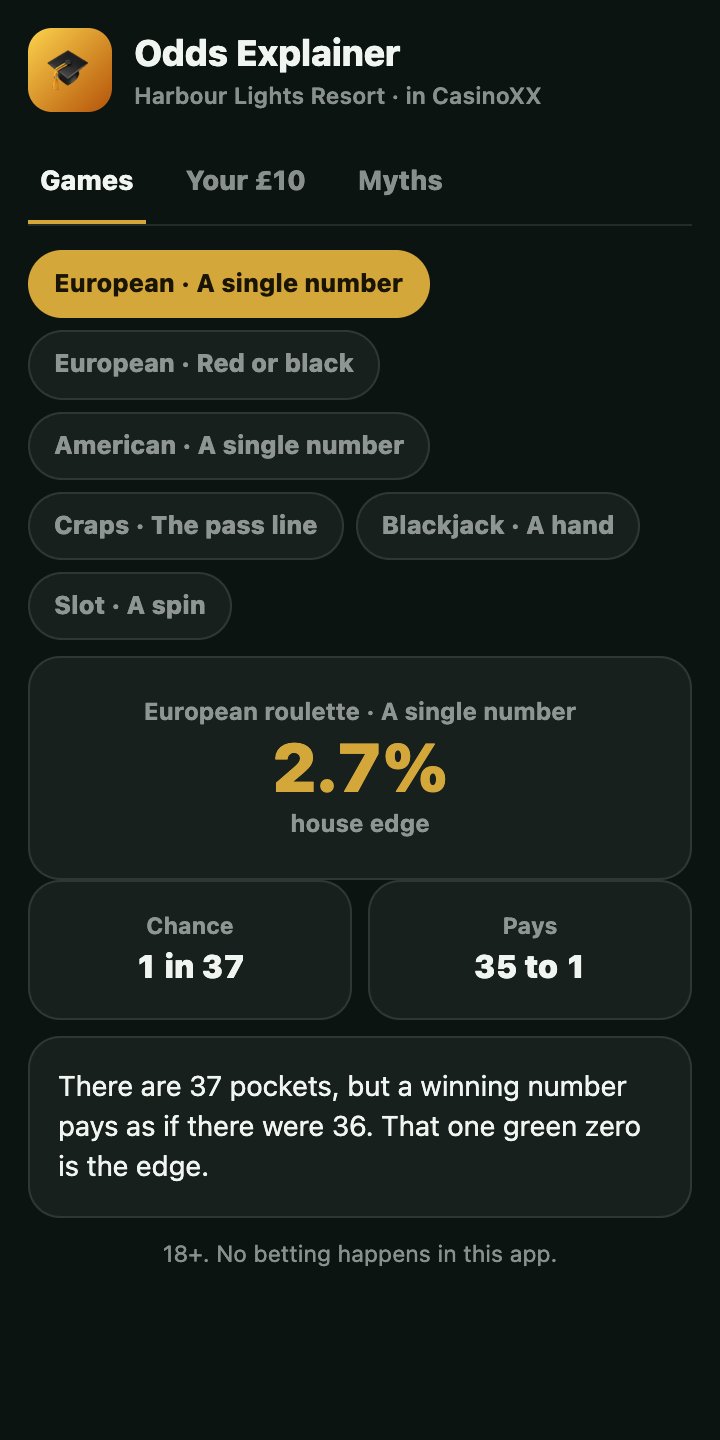 Odds Explainer
Harbour Lights Resort · in CasinoXX
Games
Your £10
Myths
European · A single number
European · Red or black
American · A single number
Craps · The pass line
Blackjack · A hand
Slot · A spin
European roulette · A single number
2.7%
house edge
Chance
1 in 37
Pays
35 to 1
There are 37 pockets, but a winning number
pays as if there were 36. That one green zero
is the edge.
18+. No betting happens in this app.